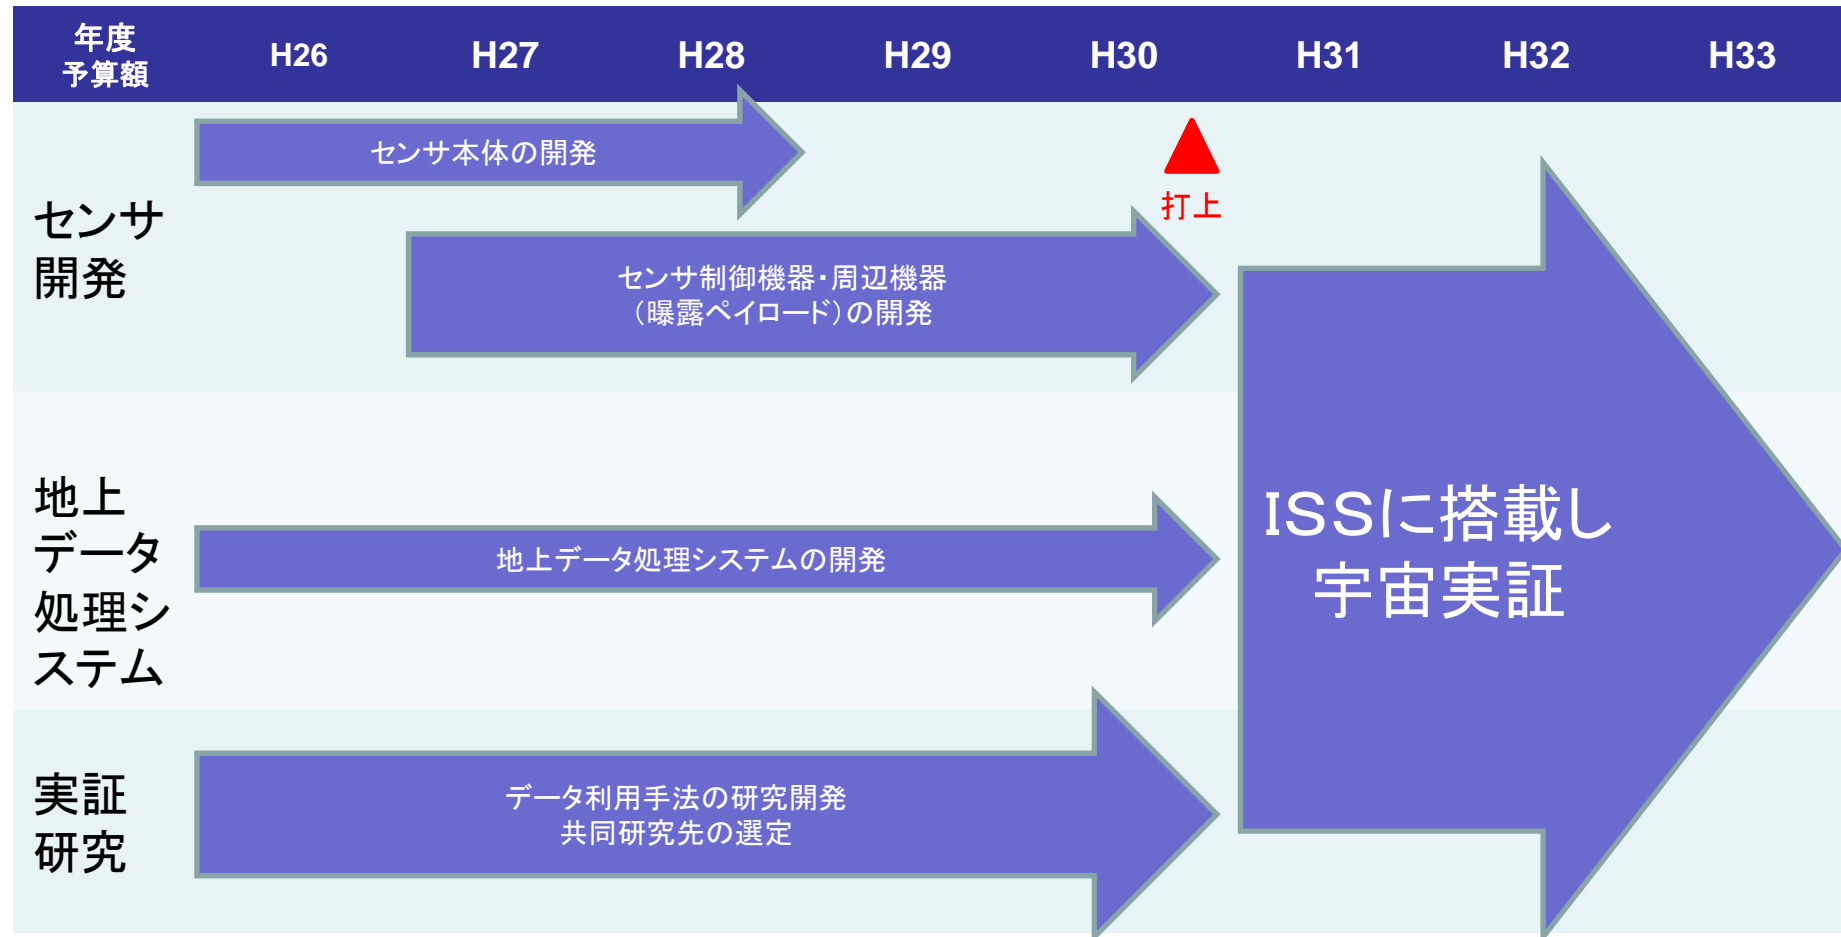 年度
予算額
H26
H27
H28
H29
H30
H31
H32
H33
センサ
開発
センサ本体の開発
打上
センサ制御機器・周辺機器
（曝露ペイロード）の開発
地上
データ
処理シ
ステム
地上データ処理システムの開発
ISSに搭載し
宇宙実証
実証
研究
データ利用手法の研究開発
共同研究先の選定